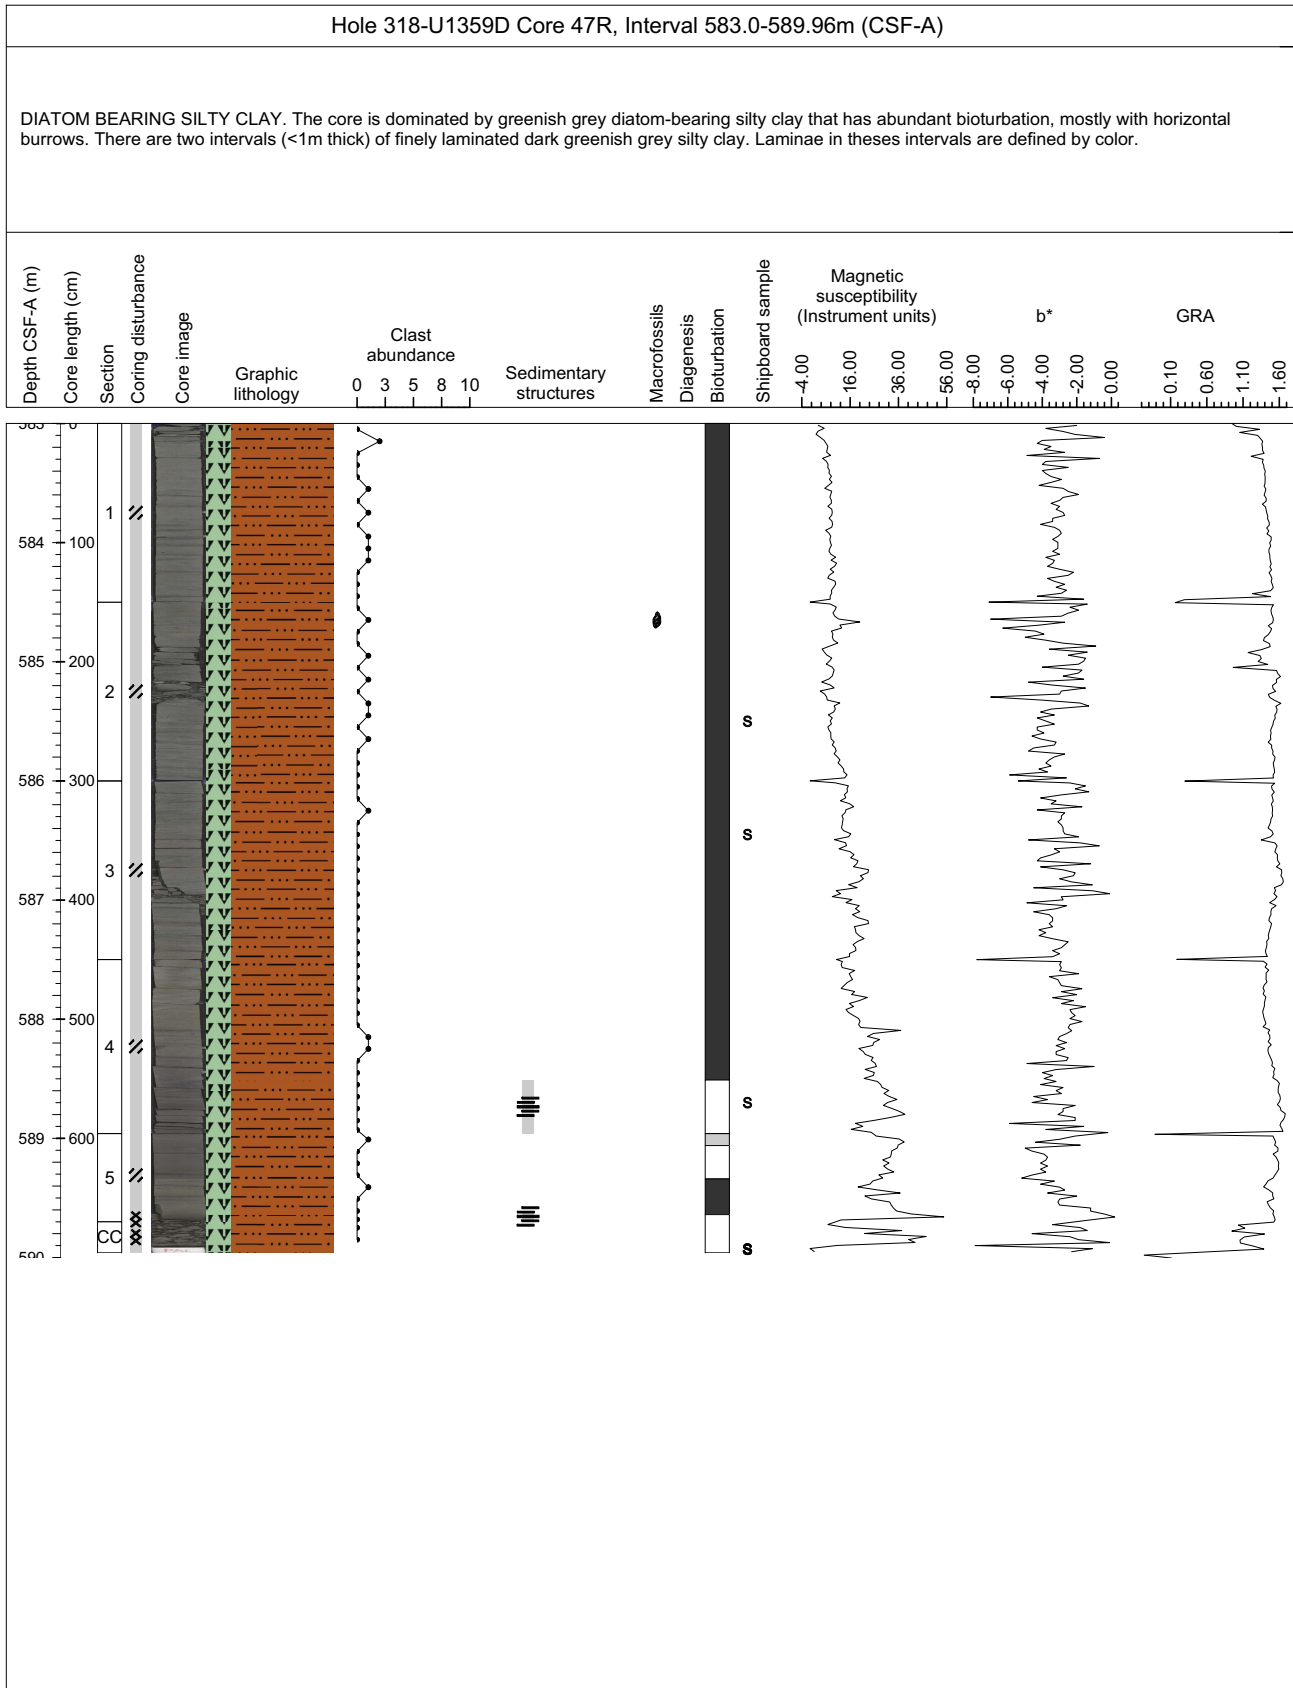 Hole 318-U1359D Core 47R, Interval 583.0-589.96m (CSF-A)
DIATOM BEARING SILTY CLAY. The core is dominated by greenish grey diatom-bearing silty clay that has abundant bioturbation, mostly with horizontal
burrows. There are two intervals (<1m thick) of finely laminated dark greenish grey silty clay. Laminae in theses intervals are defined by color.
Depth CSF-A (m)
Core length (cm)
Section
Coring disturbance
Core image
Graphic
lithology
Clast
abundance
0 3 5 8 10
Sedimentary
structures
Macrofossils
Diagenesis
Bioturbation
Shipboard sample
Magnetic
susceptibility
(Instrument units)
-4.00 16.00 36.00 56.00
b*
-8.00 -6.00 -4.00 -2.00 0.00
GRA
0.10 0.60 1.10 1.60
583 0
1
584 100
585 200
2
S
586 300
S
3
587 400
588 500
4
S
589 600
5
CC
S
590